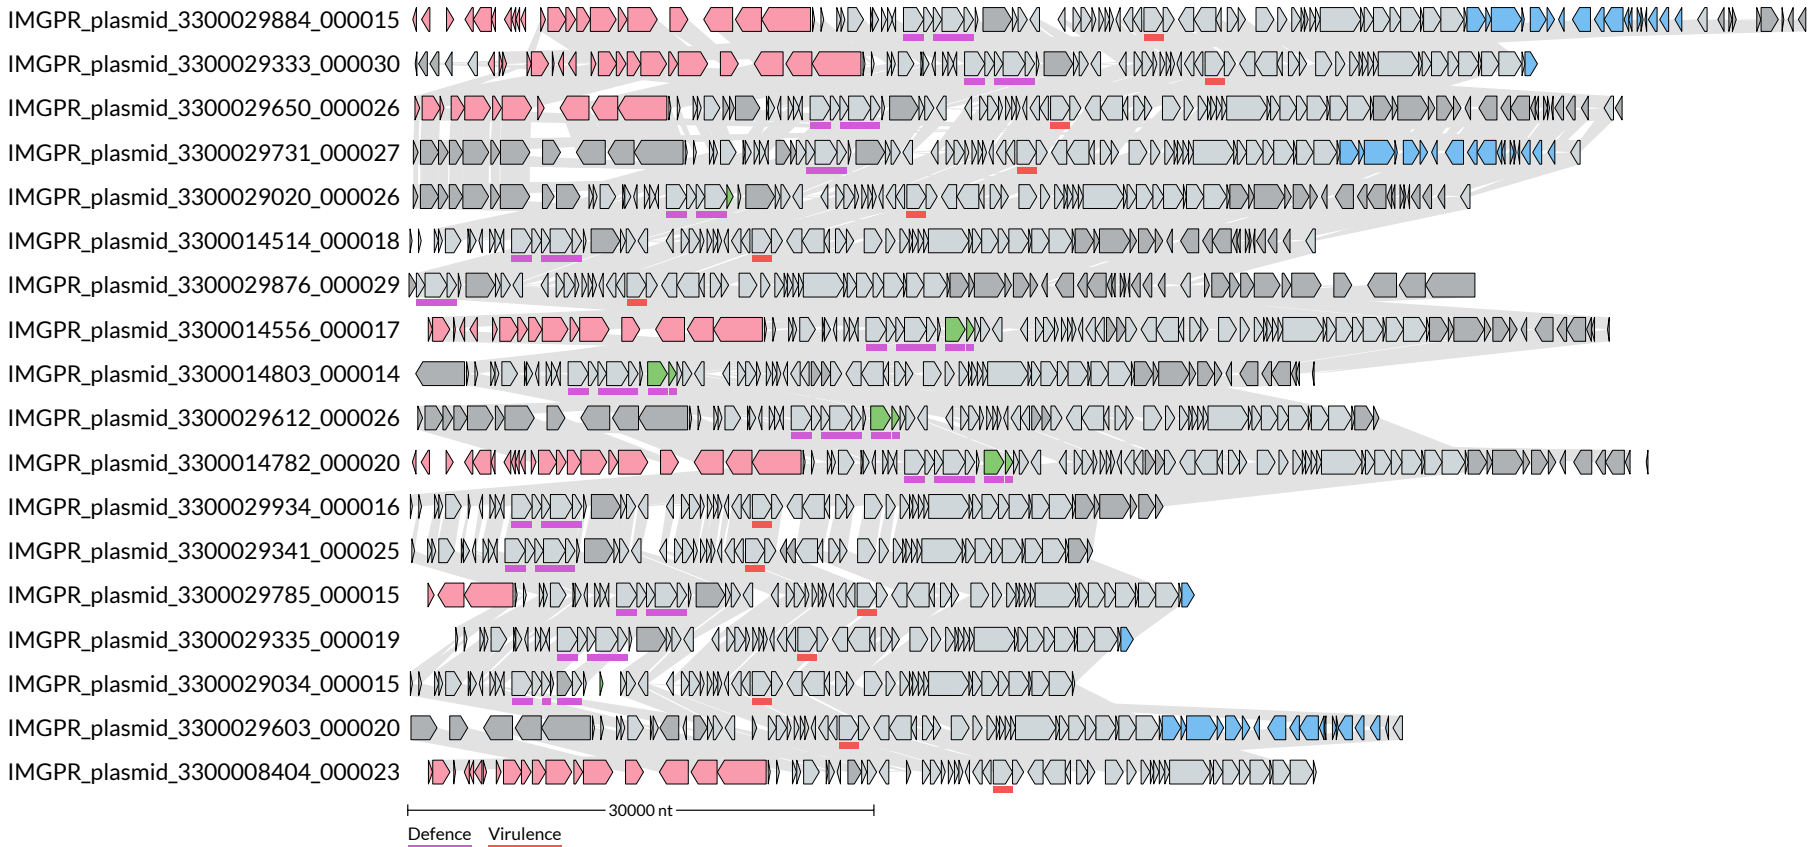 IMGPR_plasmid_3300029884_000015
IMGPR_plasmid_3300029333_000030
IMGPR_plasmid_3300029650_000026
IMGPR_plasmid_3300029731_000027
IMGPR_plasmid_3300029020_000026
IMGPR_plasmid_3300014514_000018
IMGPR_plasmid_3300029876_000029
IMGPR_plasmid_3300014556_000017
IMGPR_plasmid_3300014803_000014
IMGPR_plasmid_3300029612_000026
IMGPR_plasmid_3300014782_000020
IMGPR_plasmid_3300029934_000016
IMGPR_plasmid_3300029341_000025
IMGPR_plasmid_3300029785_000015
IMGPR_plasmid_3300029335_000019
IMGPR_plasmid_3300029034_000015
IMGPR_plasmid_3300029603_000020
IMGPR_plasmid_3300008404_000023
30000 nt
Defence Virulence